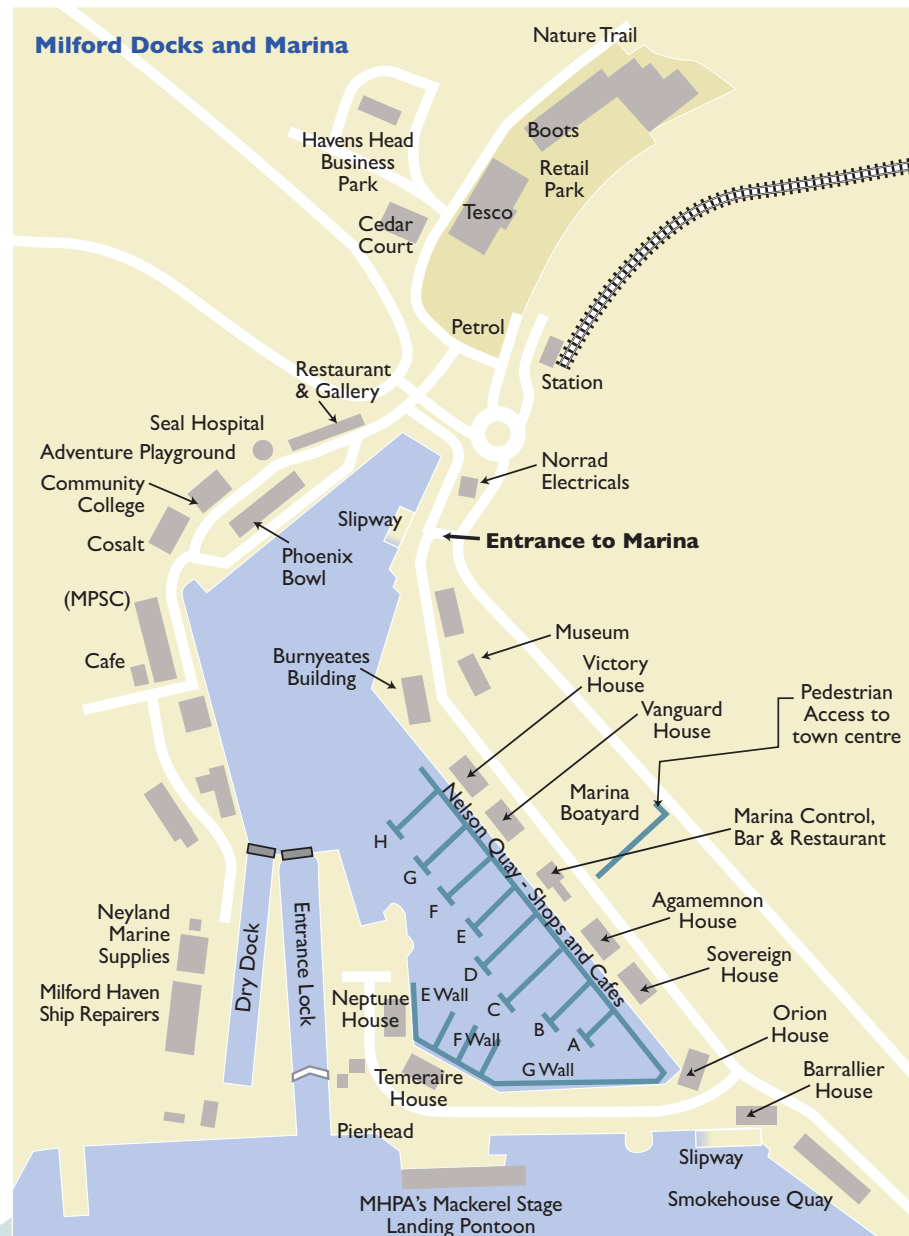 Milford Docks and Marina
Nature Trail
Boots
Havens Head
Business
Park
Retail
Park
Tesco
Cedar
Court
Petrol
Station
Restaurant
& Gallery
Seal Hospital
Adventure Playground
Community
College
Norrad
Electricals
Slipway
Cosalt
Entrance to Marina
Phoenix
Bowl
(MPSC)
Museum
Cafe
Burnyeates
Building
Victory
House
Vanguard
House
Pedestrian
Access to
town centre
Marina
Boatyard
Nelson Quay - Shops and Cafes
Marina Control,
Bar & Restaurant
H
G
F
E
D
C
B
A
Agamemnon
House
Sovereign
House
Neyland
Marine
Supplies
Dry Dock
Entrance Lock
Milford Haven
Ship Repairers
Neptune
House
E Wall
F Wall
G Wall
Orion
House
Temeraire
House
Barrallier
House
Pierhead
Slipway
Smokehouse Quay
MHPA's Mackerel Stage
Landing Pontoon